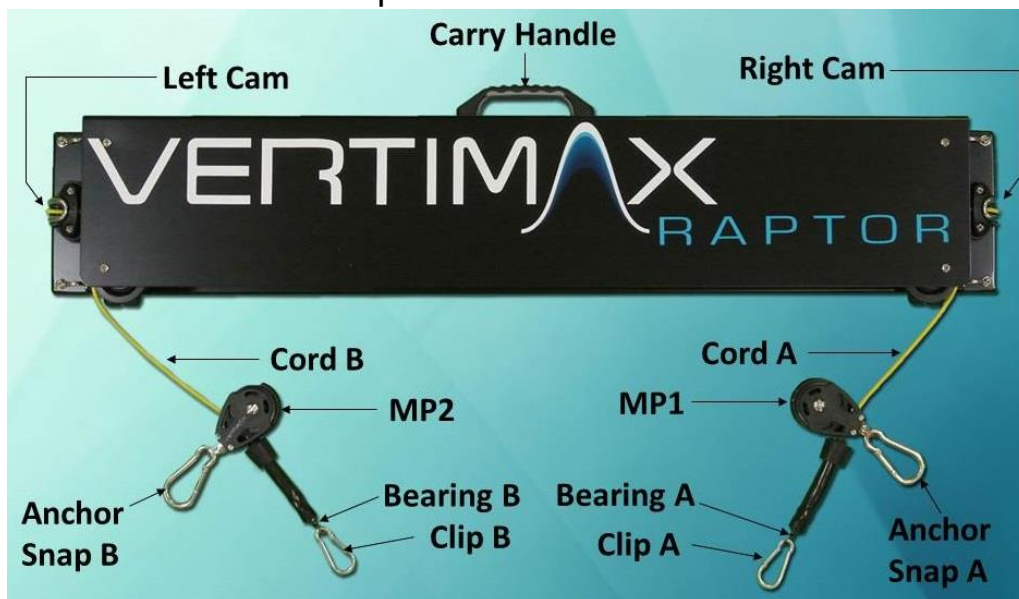 Carry Handle
Left Cam
Right Cam
VERTIMAX
RAPTOR
Cord B
Cord A
MP2
MP1
Bearing B
Bearing A
Anchor
Snap B
Clip B
Clip A
Anchor
Snap A